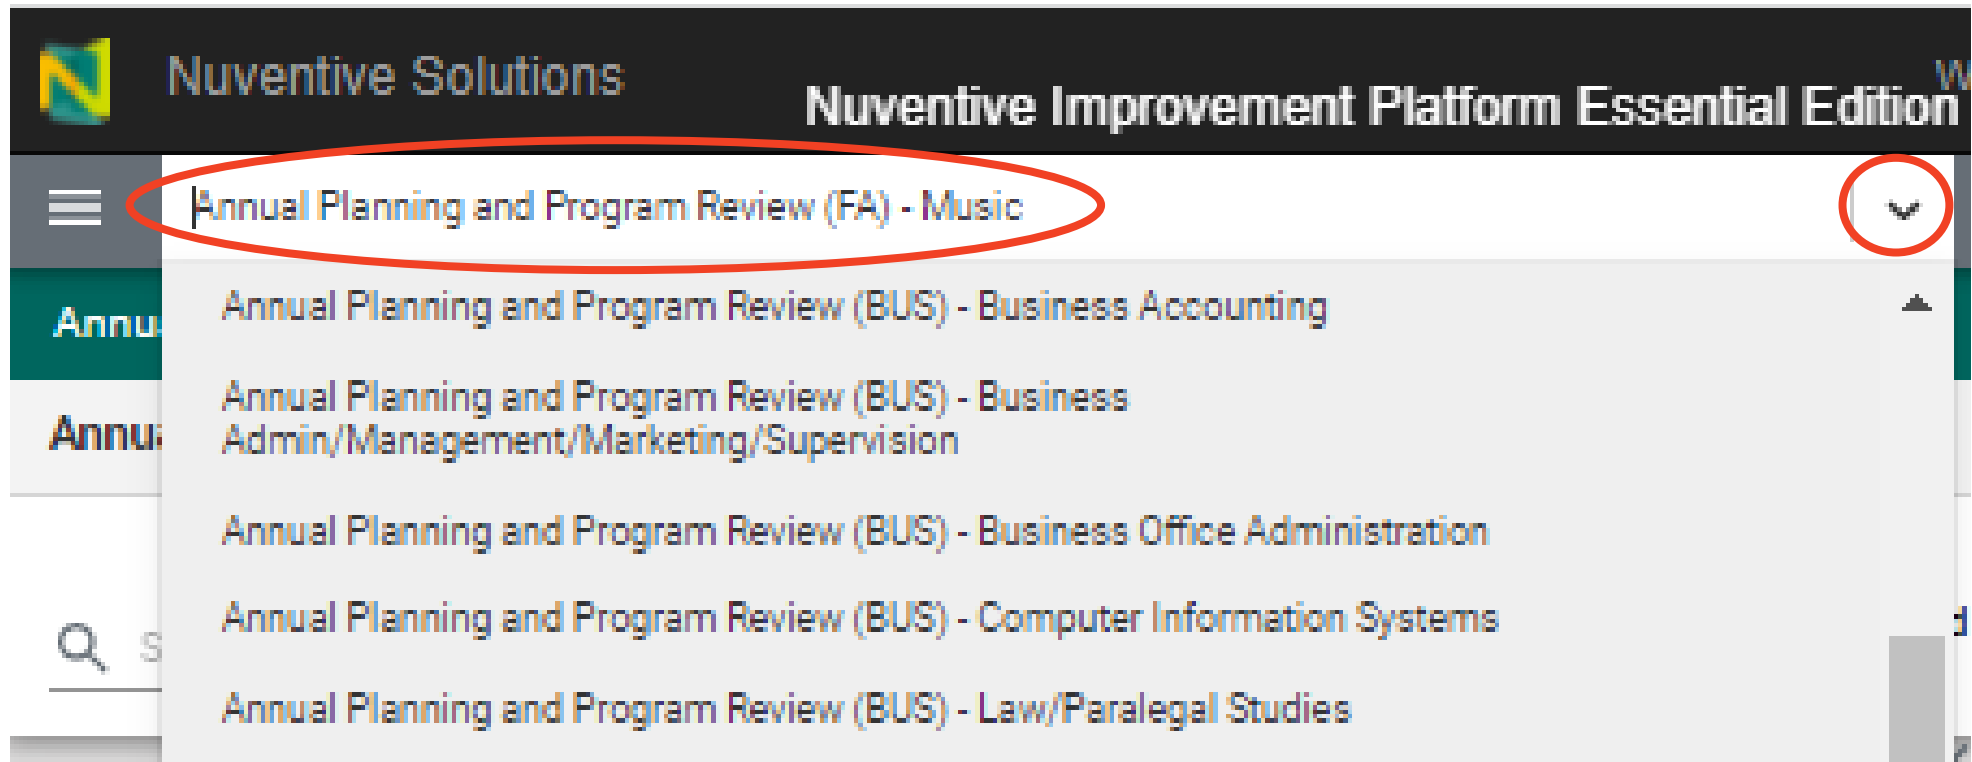 Nuventive Solutions
Nuventive Improvement Platform Essential Edition
Annual Planning and Program Review (FA) - Music
Annual Planning and Program Review (BUS) - Business Accounting
Annual Planning and Program Review (BUS) - Business
Admin/Management/Marketing/Supervision
Annual Planning and Program Review (BUS) - Business Office Administration
Annual Planning and Program Review (BUS) - Computer Information Systems
Annual Planning and Program Review (BUS) - Law/Paralegal Studies